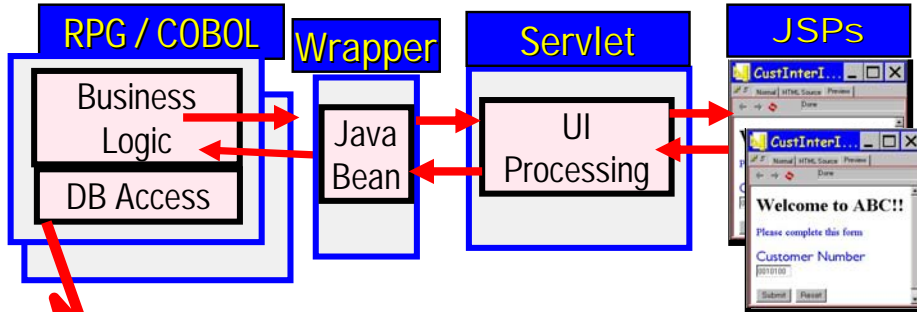 RPG / COBOL
Business
Logic
DB Access
Wrapper
Java
Bean
Servlet
UI
Processing
JSPs
CustInterI...
Normal HTML Source Preview
Done
CustInterI...
Normal HTML Source Preview
Done
Welcome to ABC!!
Please complete this form
Customer Number
0010100
Submit Reset